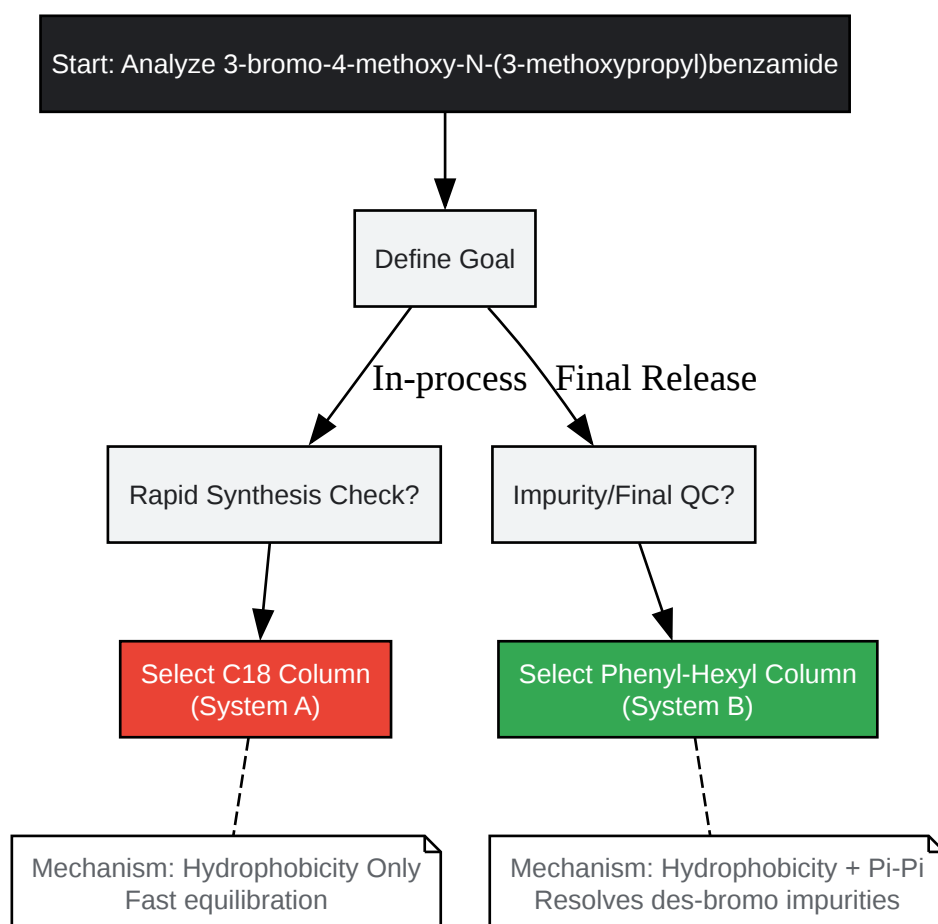 Start: Analyze 3-bromo-4-methoxy-N-(3-methoxypropyl)benzamide
Define Goal
In-process
Final Release
Rapid Synthesis Check?
Impurity/Final QC?
Select C18 Column
(System A)
Select Phenyl-Hexyl Column
(System B)
Mechanism: Hydrophobicity Only
Fast equilibration
Mechanism: Hydrophobicity + Pi-Pi
Resolves des-bromo impurities